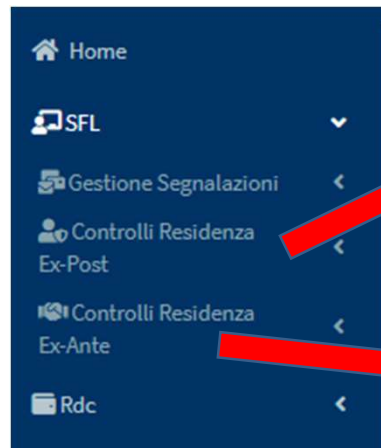 Home
SFL
Gestione Segnalazioni
Controlli Residenza
Ex-Post
Controlli Residenza
Ex-Ante
Rdc